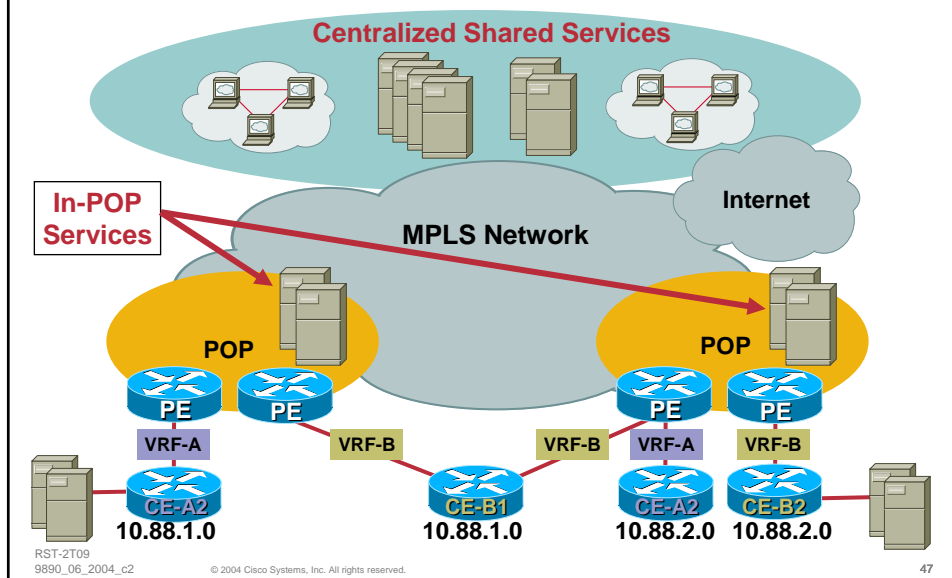 Centralized Shared Services
Internet
In-POP
Services
MPLS Network
POP
POP
PE
PE
PE
PE
VRF-A
VRF-B
VRF-B
VRF-A
VRF-B
CE-A2
CE-B1
CE-A2
CE-B2
10.88.1.0
10.88.1.0
10.88.2.0
10.88.2.0
RST-2T09
9890_06_2004_c2
© 2004 Cisco Systems, Inc. All rights reserved.
47